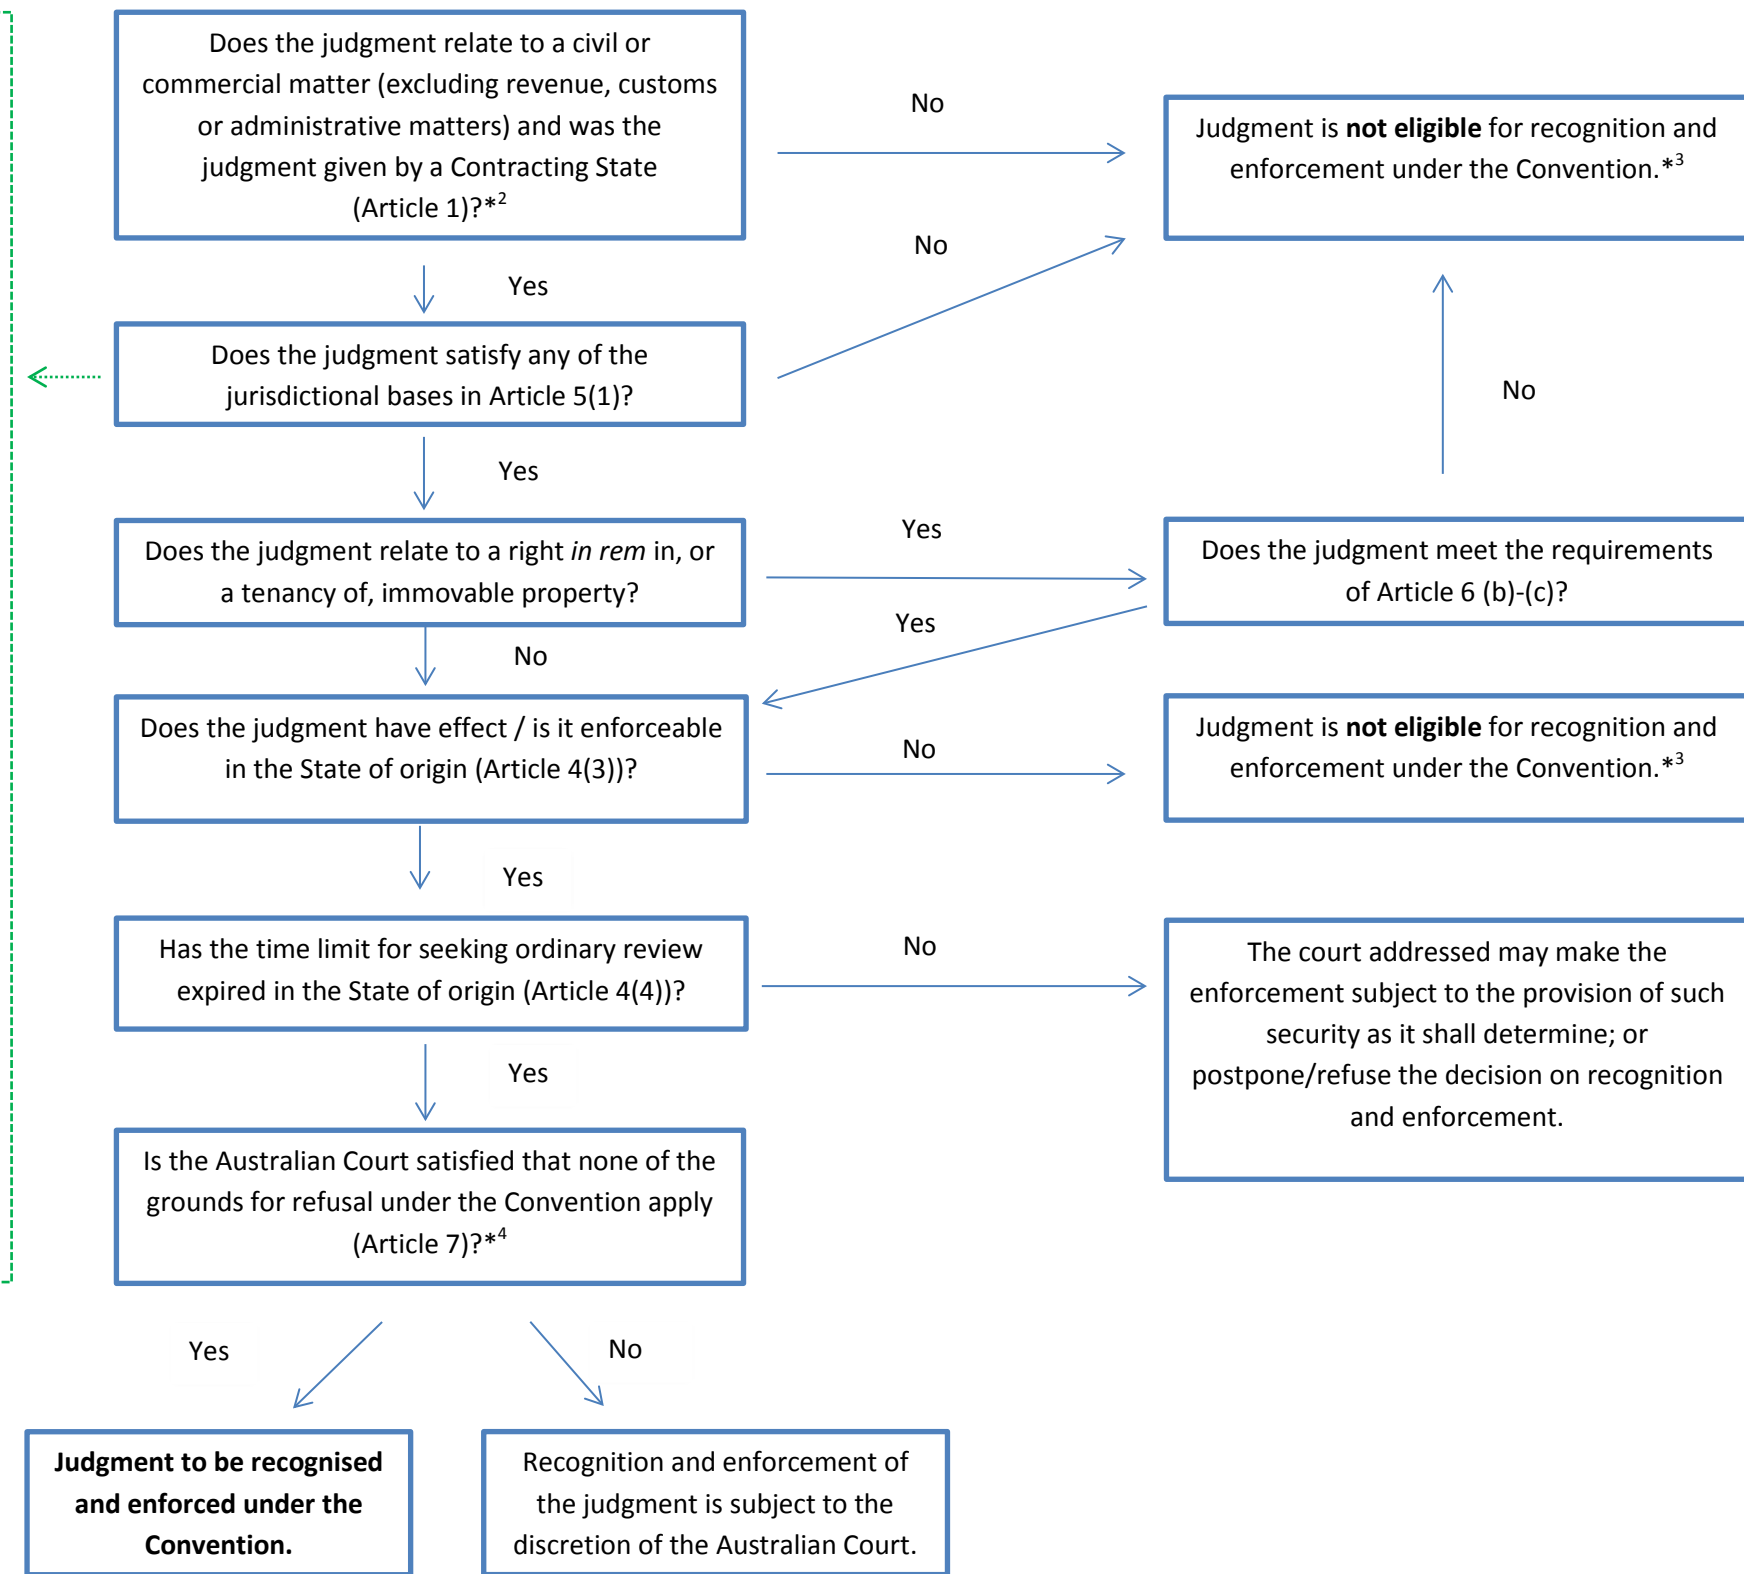 Does the judgment relate to a civil or
commercial matter (excluding revenue, customs
or administrative matters) and was the
judgment given by a Contracting State
(Article 1)?*2
No
Judgment is not eligible for recognition and
enforcement under the Convention.*3
No
Yes
Does the judgment satisfy any of the
jurisdictional bases in Article 5(1)?
No
Yes
Does the judgment relate to a right in rem in, or
a tenancy of, immovable property?
Yes
Does the judgment meet the requirements
of Article 6 (b)-(c)?
Yes
No
Does the judgment have effect / is it enforceable
in the State of origin (Article 4(3))?
No
Judgment is not eligible for recognition and
enforcement under the Convention.*3
Yes
Has the time limit for seeking ordinary review
expired in the State of origin (Article 4(4))?
No
The court addressed may make the
enforcement subject to the provision of such
security as it shall determine; or
postpone/refuse the decision on recognition
and enforcement.
Yes
Is the Australian Court satisfied that none of the
grounds for refusal under the Convention apply
(Article 7)?*4
Yes
No
Judgment to be recognised
and enforced under the
Convention.
Recognition and enforcement of
the judgment is subject to the
discretion of the Australian Court.